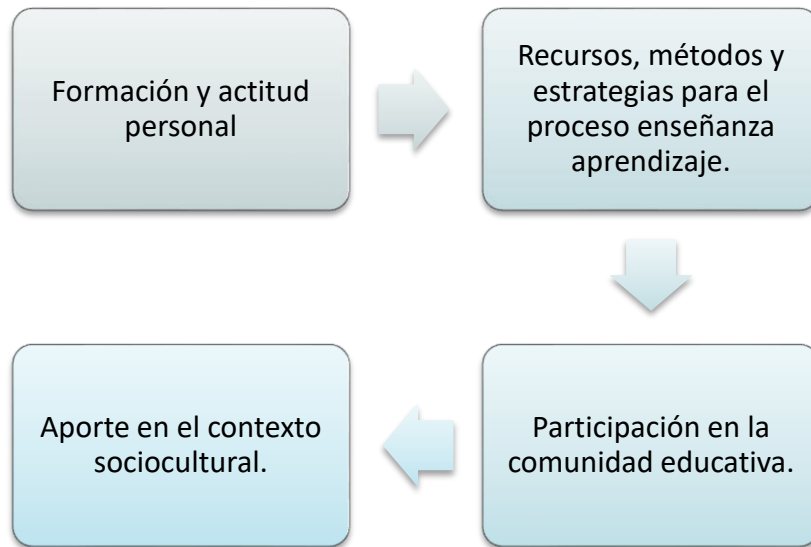 Formación y actitud
personal
Recursos, métodos y
estrategias para el
proceso enseñanza
aprendizaje.
Participación en la
comunidad educativa.
Aporte en el contexto
sociocultural.